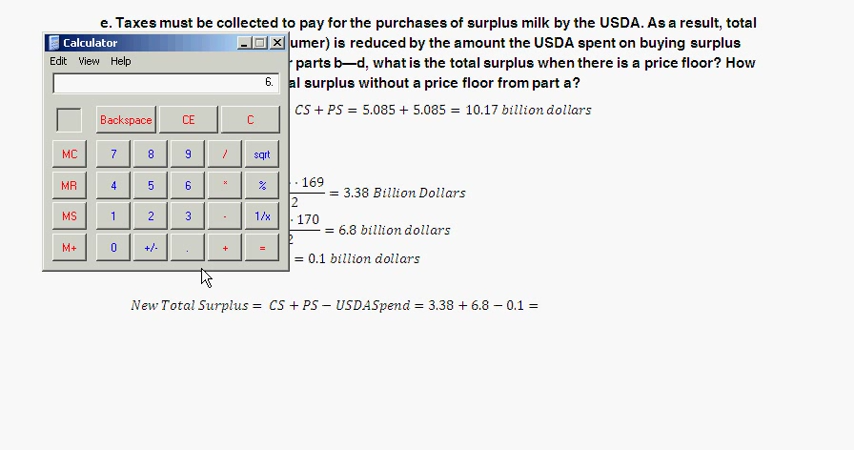 e. Taxes must be collected to pay for the purchases of surplus milk by the USDA. As a result, total
umer) is reduced by the amount the USDA spent on buying surplus
parts b—d, what is the total surplus when there is a price floor? How
al surplus without a price floor from part a?
Calculator
Edit View Help
6.
Backspace CE C
MC 7 8 9 / sqrt
MR 4 5 6 * %
MS 1 2 3 - 1/x
M+ 0 +/- . + =
CS + PS = 5.085 + 5.085 = 10.17 billion dollars
· 169
2
= 3.38 Billion Dollars
· 170
2
= 6.8 billion dollars
= 0.1 billion dollars
New Total Surplus = CS + PS − USDASpend = 3.38 + 6.8 − 0.1 =